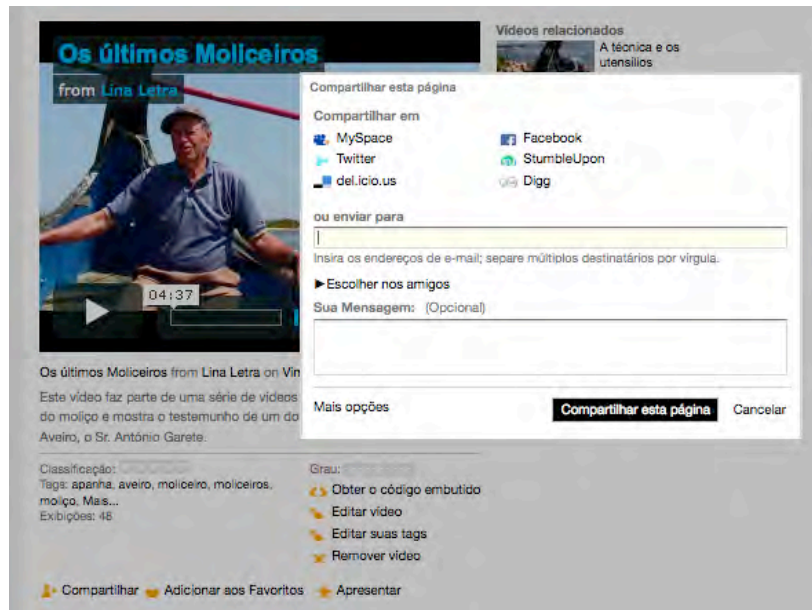 Os últimos Moliceiros
from Lina Letra
04:37
Vídeos relacionados
A técnica e os
utensílios
Compartilhar esta página
Compartilhar em
MySpace
Facebook
Twitter
StumbleUpon
del.icio.us
Digg
ou enviar para
Insira os endereços de e-mail; separe múltiplos destinatários por vírgula.
►Escolher nos amigos
Sua Mensagem: (Opcional)
Mais opções
Compartilhar esta página
Cancelar
Os últimos Moliceiros from Lina Letra on Vim
Este vídeo faz parte de uma série de vídeos
do moliço e mostra o testemunho de um do
Aveiro, o Sr. António Garete.
Classificação:
Tags: apanha, aveiro, moliceiro, moliceiros,
moliço, Mais...
Exibições: 48
Grau:
Obter o código embutido
Editar vídeo
Editar suas tags
Remover vídeo
Compartilhar
Adicionar aos Favoritos
Apresentar